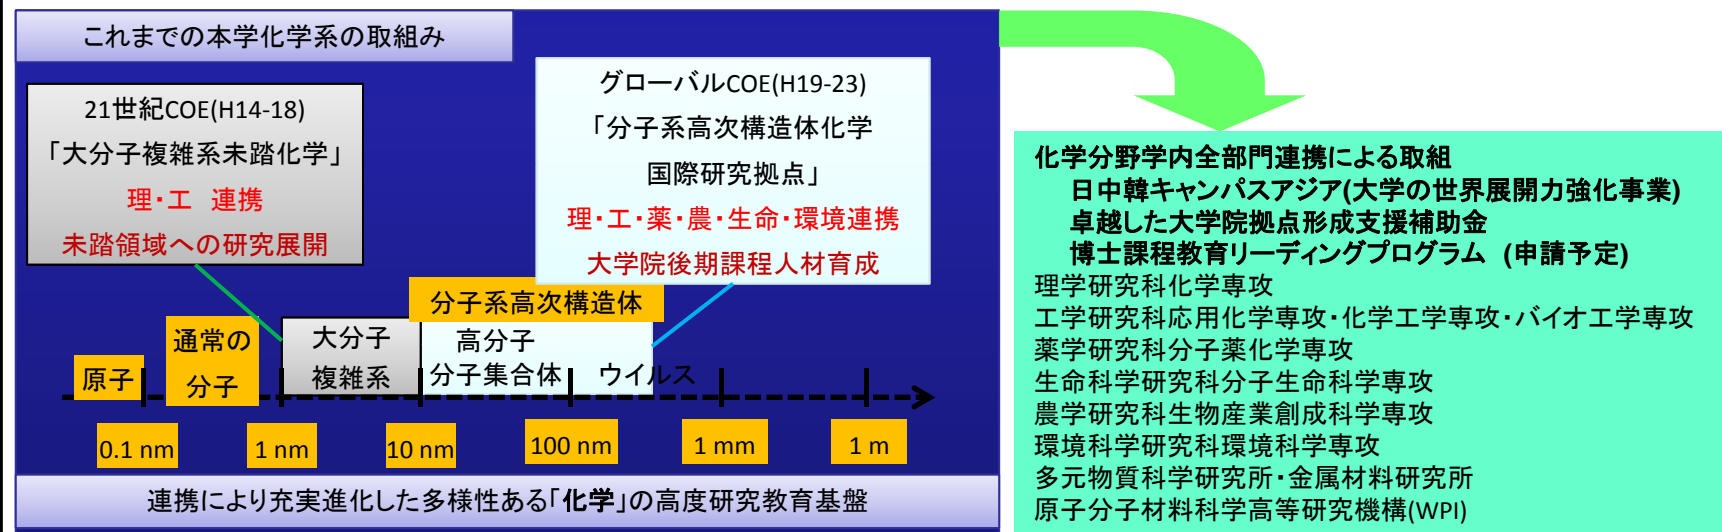 これまでの本学化学系の取組み
21世紀COE(H14-18)
「大分子複雑系未踏化学」
理・工 連携
未踏領域への研究展開
グローバルCOE(H19-23)
「分子系高次構造体化学
国際研究拠点」
理・工・薬・農・生命・環境連携
大学院後期課程人材育成
分子系高次構造体
原子
通常の
分子
大分子
複雑系
高分子
分子集合体
ウイルス
0.1 nm
1 nm
10 nm
100 nm
1 mm
1 m
連携により充実進化した多様性ある「化学」の高度研究教育基盤
化学分野学内全部門連携による取組
日中韓キャンパスアジア(大学の世界展開力強化事業)
卓越した大学院拠点形成支援補助金
博士課程教育リーディングプログラム (申請予定)
理学研究科化学専攻
工学研究科応用化学専攻・化学工学専攻・バイオ工学専攻
薬学研究科分子薬化学専攻
生命科学研究科分子生命科学専攻
農学研究科生物産業創成科学専攻
環境科学研究科環境科学専攻
多元物質科学研究所・金属材料研究所
原子分子材料科学高等研究機構(WPI)